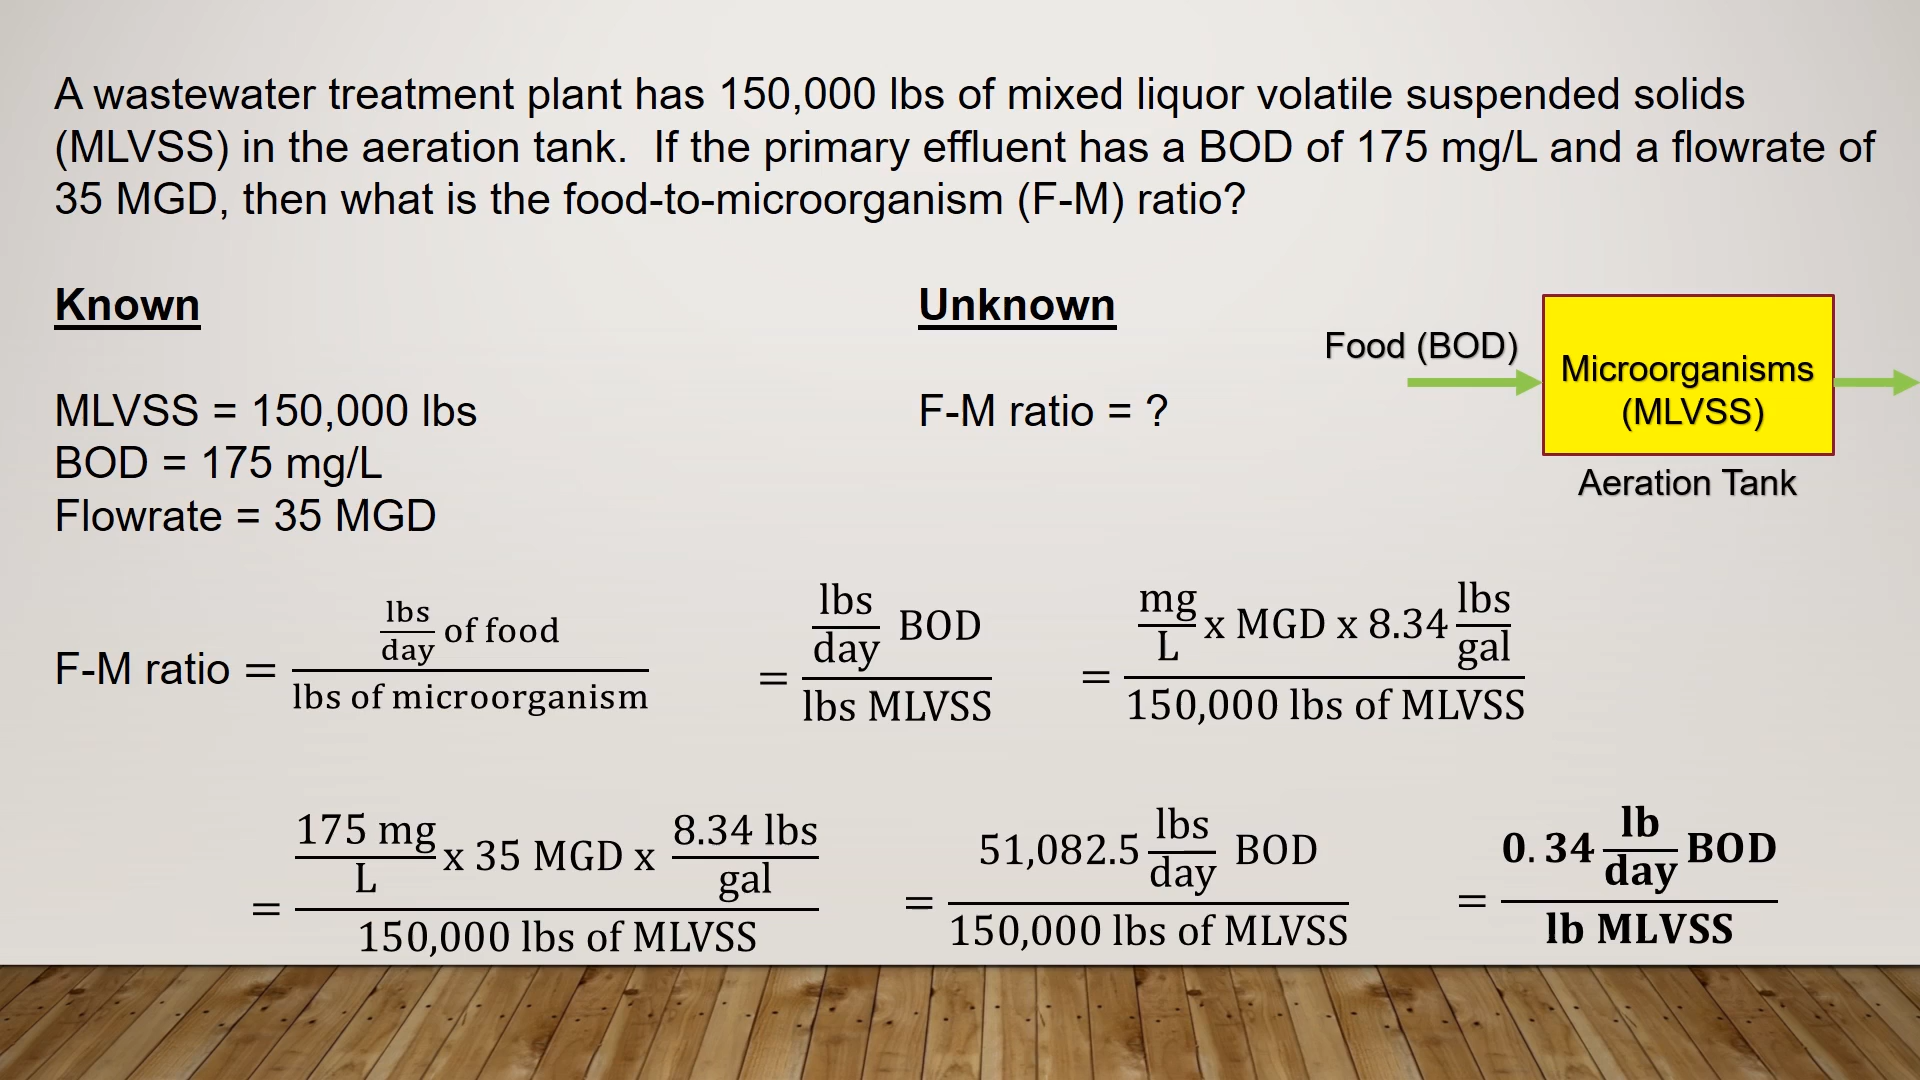 A wastewater treatment plant has 150,000 lbs of mixed liquor volatile suspended solids
(MLVSS) in the aeration tank.  If the primary effluent has a BOD of 175 mg/L and a flowrate of
35 MGD, then what is the food-to-microorganism (F-M) ratio?
Known
Unknown
Food (BOD)
Microorganisms
(MLVSS)
Aeration Tank
MLVSS = 150,000 lbs
BOD = 175 mg/L
Flowrate = 35 MGD
F-M ratio = ?
F-M ratio = (lbs/day of food)/(lbs of microorganism) = (lbs/day BOD)/(lbs MLVSS) = (mg/L x MGD x 8.34 lbs/gal)/(150,000 lbs of MLVSS)
= (175 mg/L x 35 MGD x 8.34 lbs/gal)/(150,000 lbs of MLVSS) = (51,082.5 lbs/day BOD)/(150,000 lbs of MLVSS) = (0.34 lb/day BOD)/(lb MLVSS)